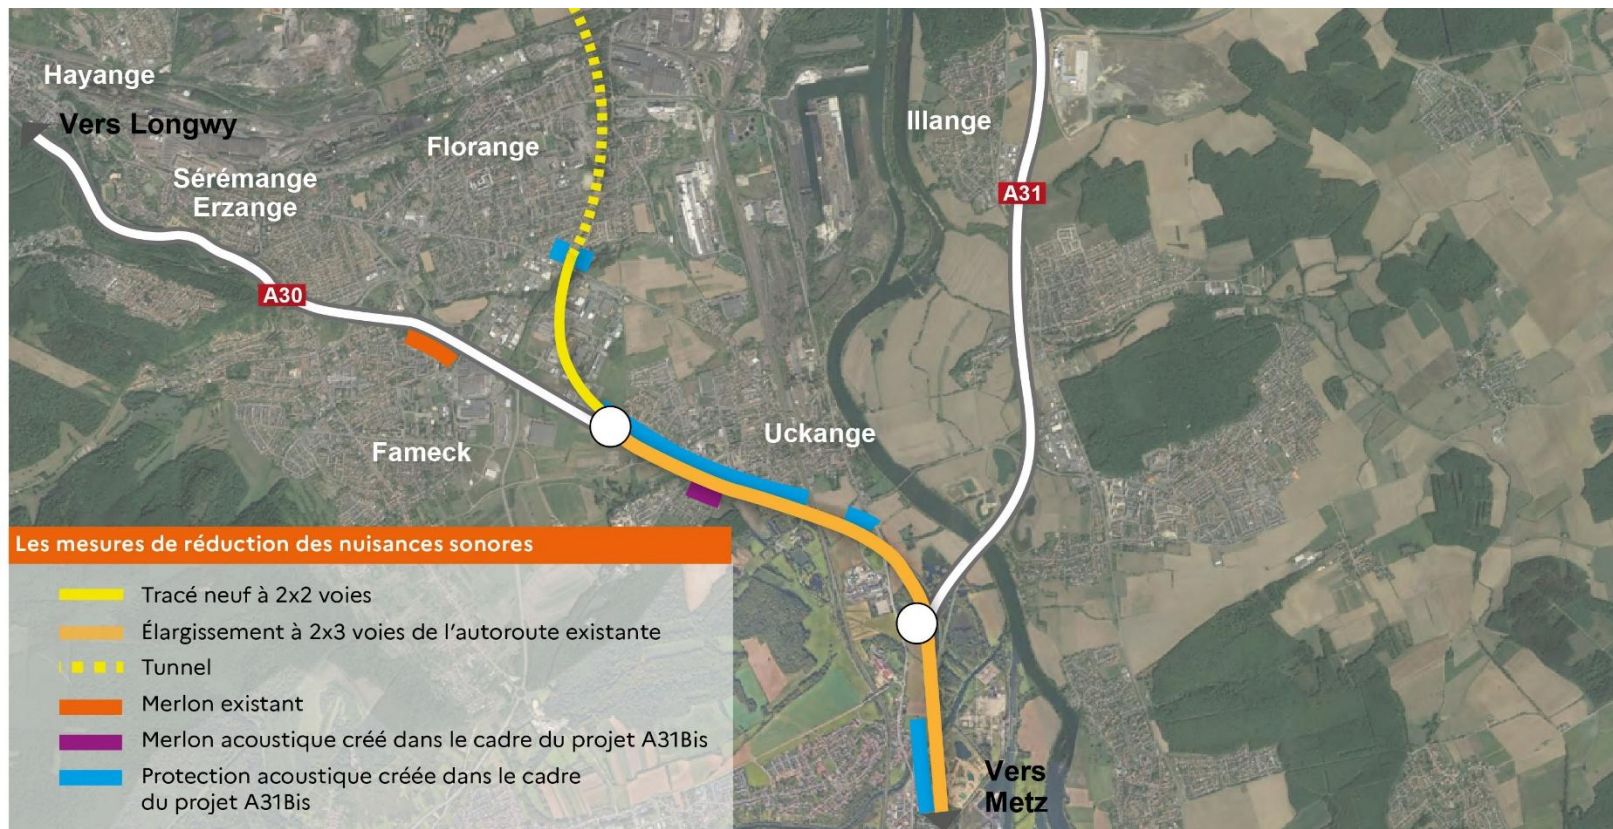 Hayange
Vers Longwy
Florange
Illange
Sérémange
Erzange
A31
A30
Uckange
Fameck
Les mesures de réduction des nuisances sonores
Tracé neuf à 2x2 voies
Élargissement à 2x3 voies de l'autoroute existante
Tunnel
Merlon existant
Merlon acoustique créé dans le cadre du projet A31Bis
Protection acoustique créée dans le cadre
du projet A31Bis
Vers
Metz